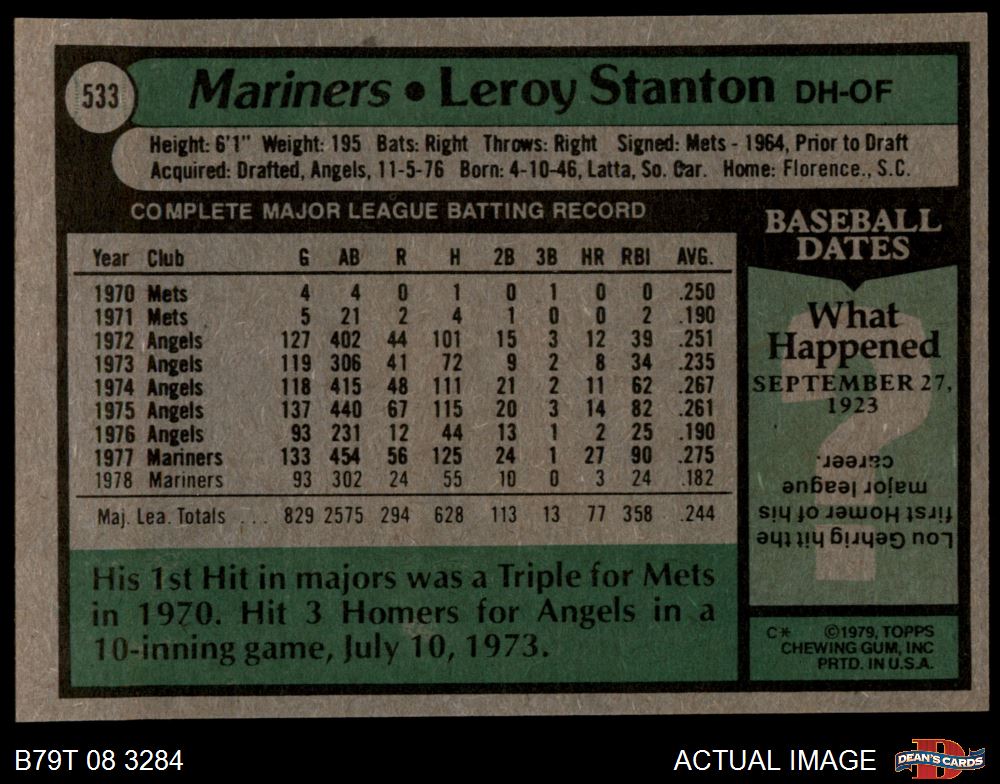 533
Mariners • Leroy Stanton DH-OF
Height: 6'1" Weight: 195 Bats: Right Throws: Right Signed: Mets - 1964, Prior to Draft
Acquired: Drafted, Angels, 11-5-76 Born: 4-10-46, Latta, So. Car. Home: Florence., S.C.
COMPLETE MAJOR LEAGUE BATTING RECORD
Year Club G AB R H 2B 3B HR RBI AVG.
1970 Mets 4 4 0 1 0 1 0 0 .250
1971 Mets 5 21 2 4 1 0 0 2 .190
1972 Angels 127 402 44 101 15 3 12 39 .251
1973 Angels 119 306 41 72 9 2 8 34 .235
1974 Angels 118 415 48 111 21 2 11 62 .267
1975 Angels 137 440 67 115 20 3 14 82 .261
1976 Angels 93 231 12 44 13 1 2 25 .190
1977 Mariners 133 454 56 125 24 1 27 90 .275
1978 Mariners 93 302 24 55 10 0 3 24 .182
Maj. Lea. Totals ... 829 2575 294 628 113 13 77 358 .244
His 1st Hit in majors was a Triple for Mets
in 1970. Hit 3 Homers for Angels in a
10-inning game, July 10, 1973.
BASEBALL
DATES
What
Happened
SEPTEMBER 27,
1923
?
Lou Gehrig hit the
first Homer of his
major league
career.
C* ©1979, TOPPS
CHEWING GUM, INC
PRTD. IN U.S.A.
B79T 08 3284
ACTUAL IMAGE
D
DEAN'S CARDS